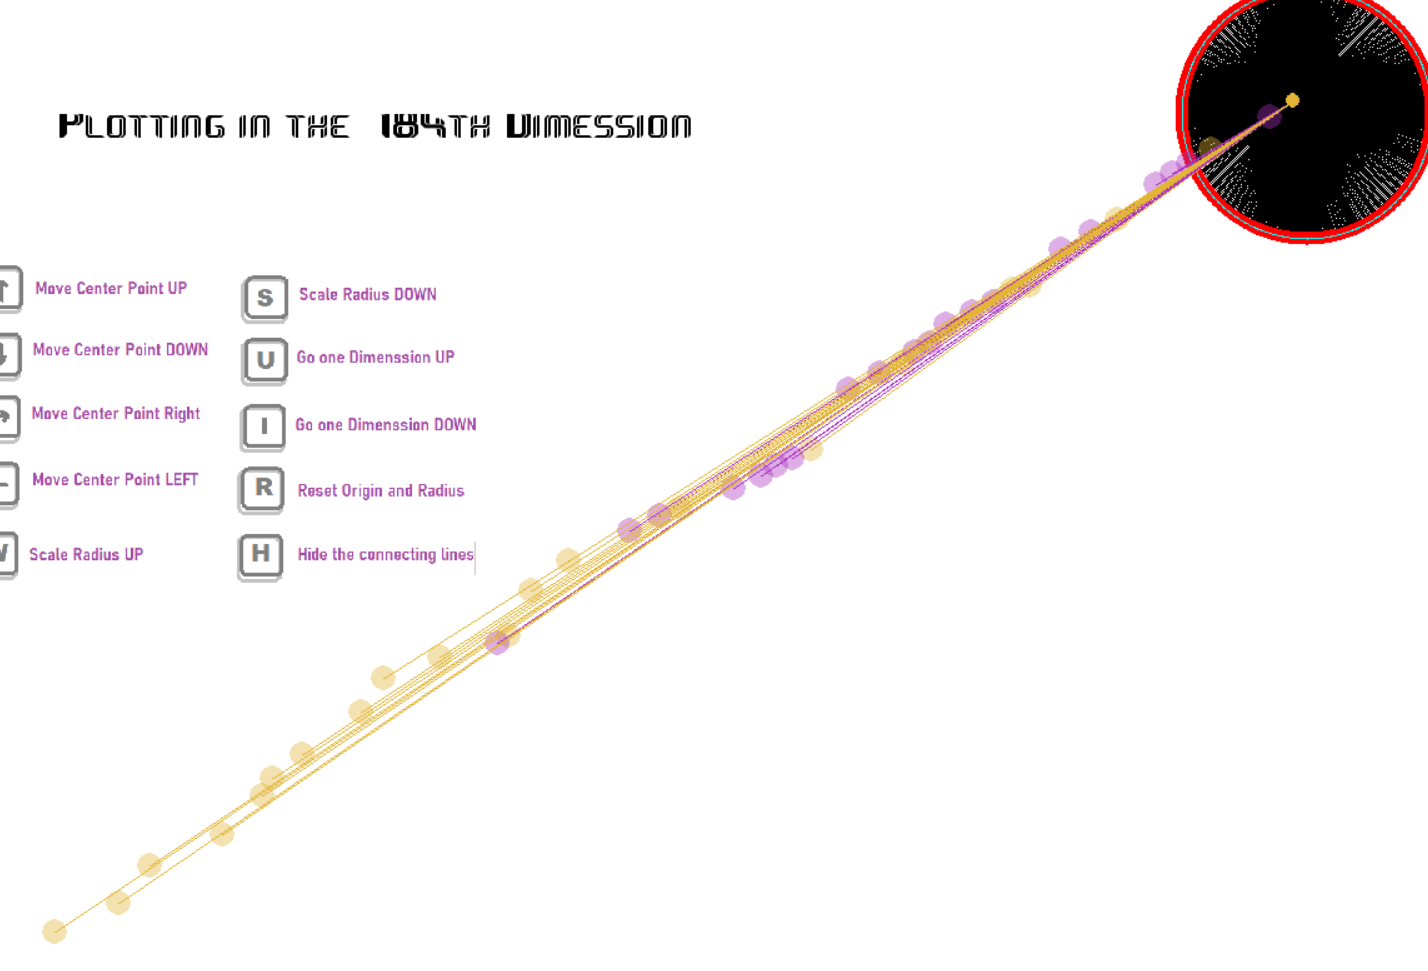 Plotting in the 184th Dimession
↑ Move Center Point UP
↓ Move Center Point DOWN
Move Center Point Right
Move Center Point LEFT
W Scale Radius UP
S Scale Radius DOWN
U Go one Dimenssion UP
I Go one Dimenssion DOWN
R Reset Origin and Radius
H Hide the connecting lines